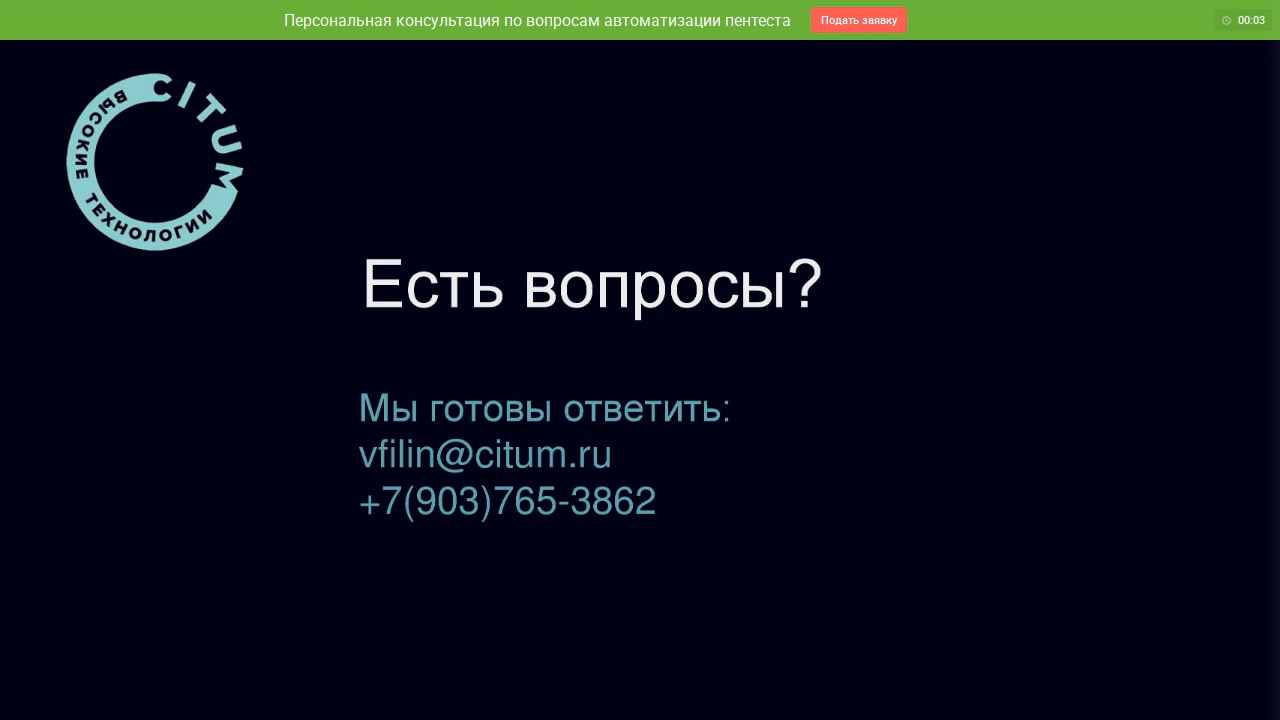 Персональная консультация по вопросам автоматизации пентеста
Подать заявку
00:03
CITUM
ВЫСОКИЕ ТЕХНОЛОГИИ
Есть вопросы?
Мы готовы ответить:
vfilin@citum.ru
+7(903)765-3862